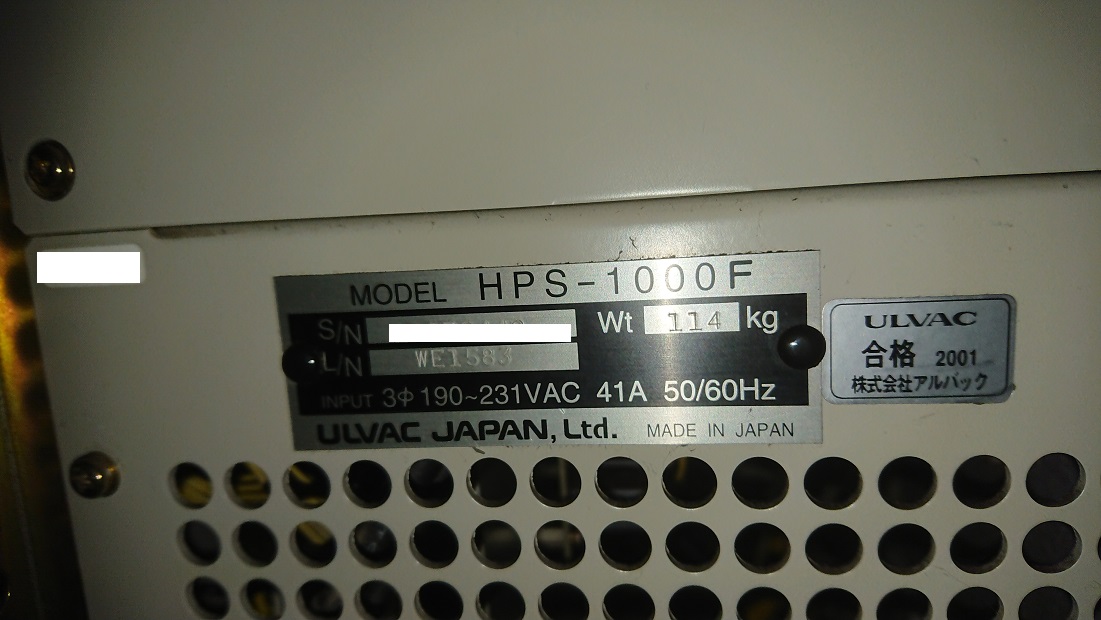 MODEL HPS-1000F
S/N Wt 114 kg
L/N WE1583
INPUT 3φ 190~231VAC 41A 50/60Hz
ULVAC JAPAN, Ltd. MADE IN JAPAN
ULVAC
合格 2001
株式会社アルバック